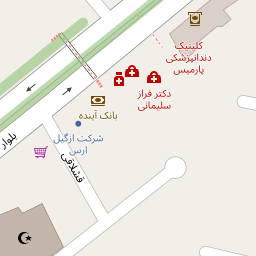 کلینیک
دندانپزشکی
پارمیس
دکتر فراز
سلیمانی
بانک آینده
شرکت ازگیل
ارس
قشلاقی
بلوار